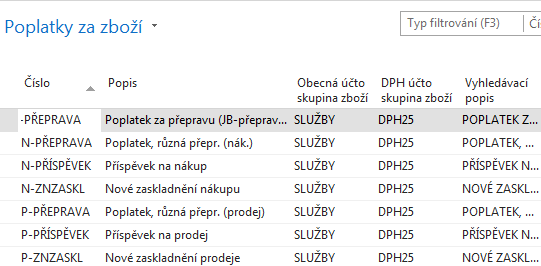 Poplatky za zboží
Typ filtrování (F3)
Číslo Popis Obecná účto skupina zboží DPH účto skupina zboží Vyhledávací popis
-PŘEPRAVA Poplatek za přepravu (JB-přeprav... SLUŽBY DPH25 POPLATEK Z...
N-PŘEPRAVA Poplatek, různá přepr. (nák.) SLUŽBY DPH25 POPLATEK, ...
N-PŘÍSPĚVEK Příspěvek na nákup SLUŽBY DPH25 PŘÍSPĚVEK N...
N-ZNZASKL Nové zaskladnění nákupu SLUŽBY DPH25 NOVÉ ZASKL...
P-PŘEPRAVA Poplatek, různá přepr. (prodej) SLUŽBY DPH25 POPLATEK, ...
P-PŘÍSPĚVEK Příspěvek na prodej SLUŽBY DPH25 PŘÍSPĚVEK N...
P-ZNZASKL Nové zaskladnění prodeje SLUŽBY DPH25 NOVÉ ZASKL...